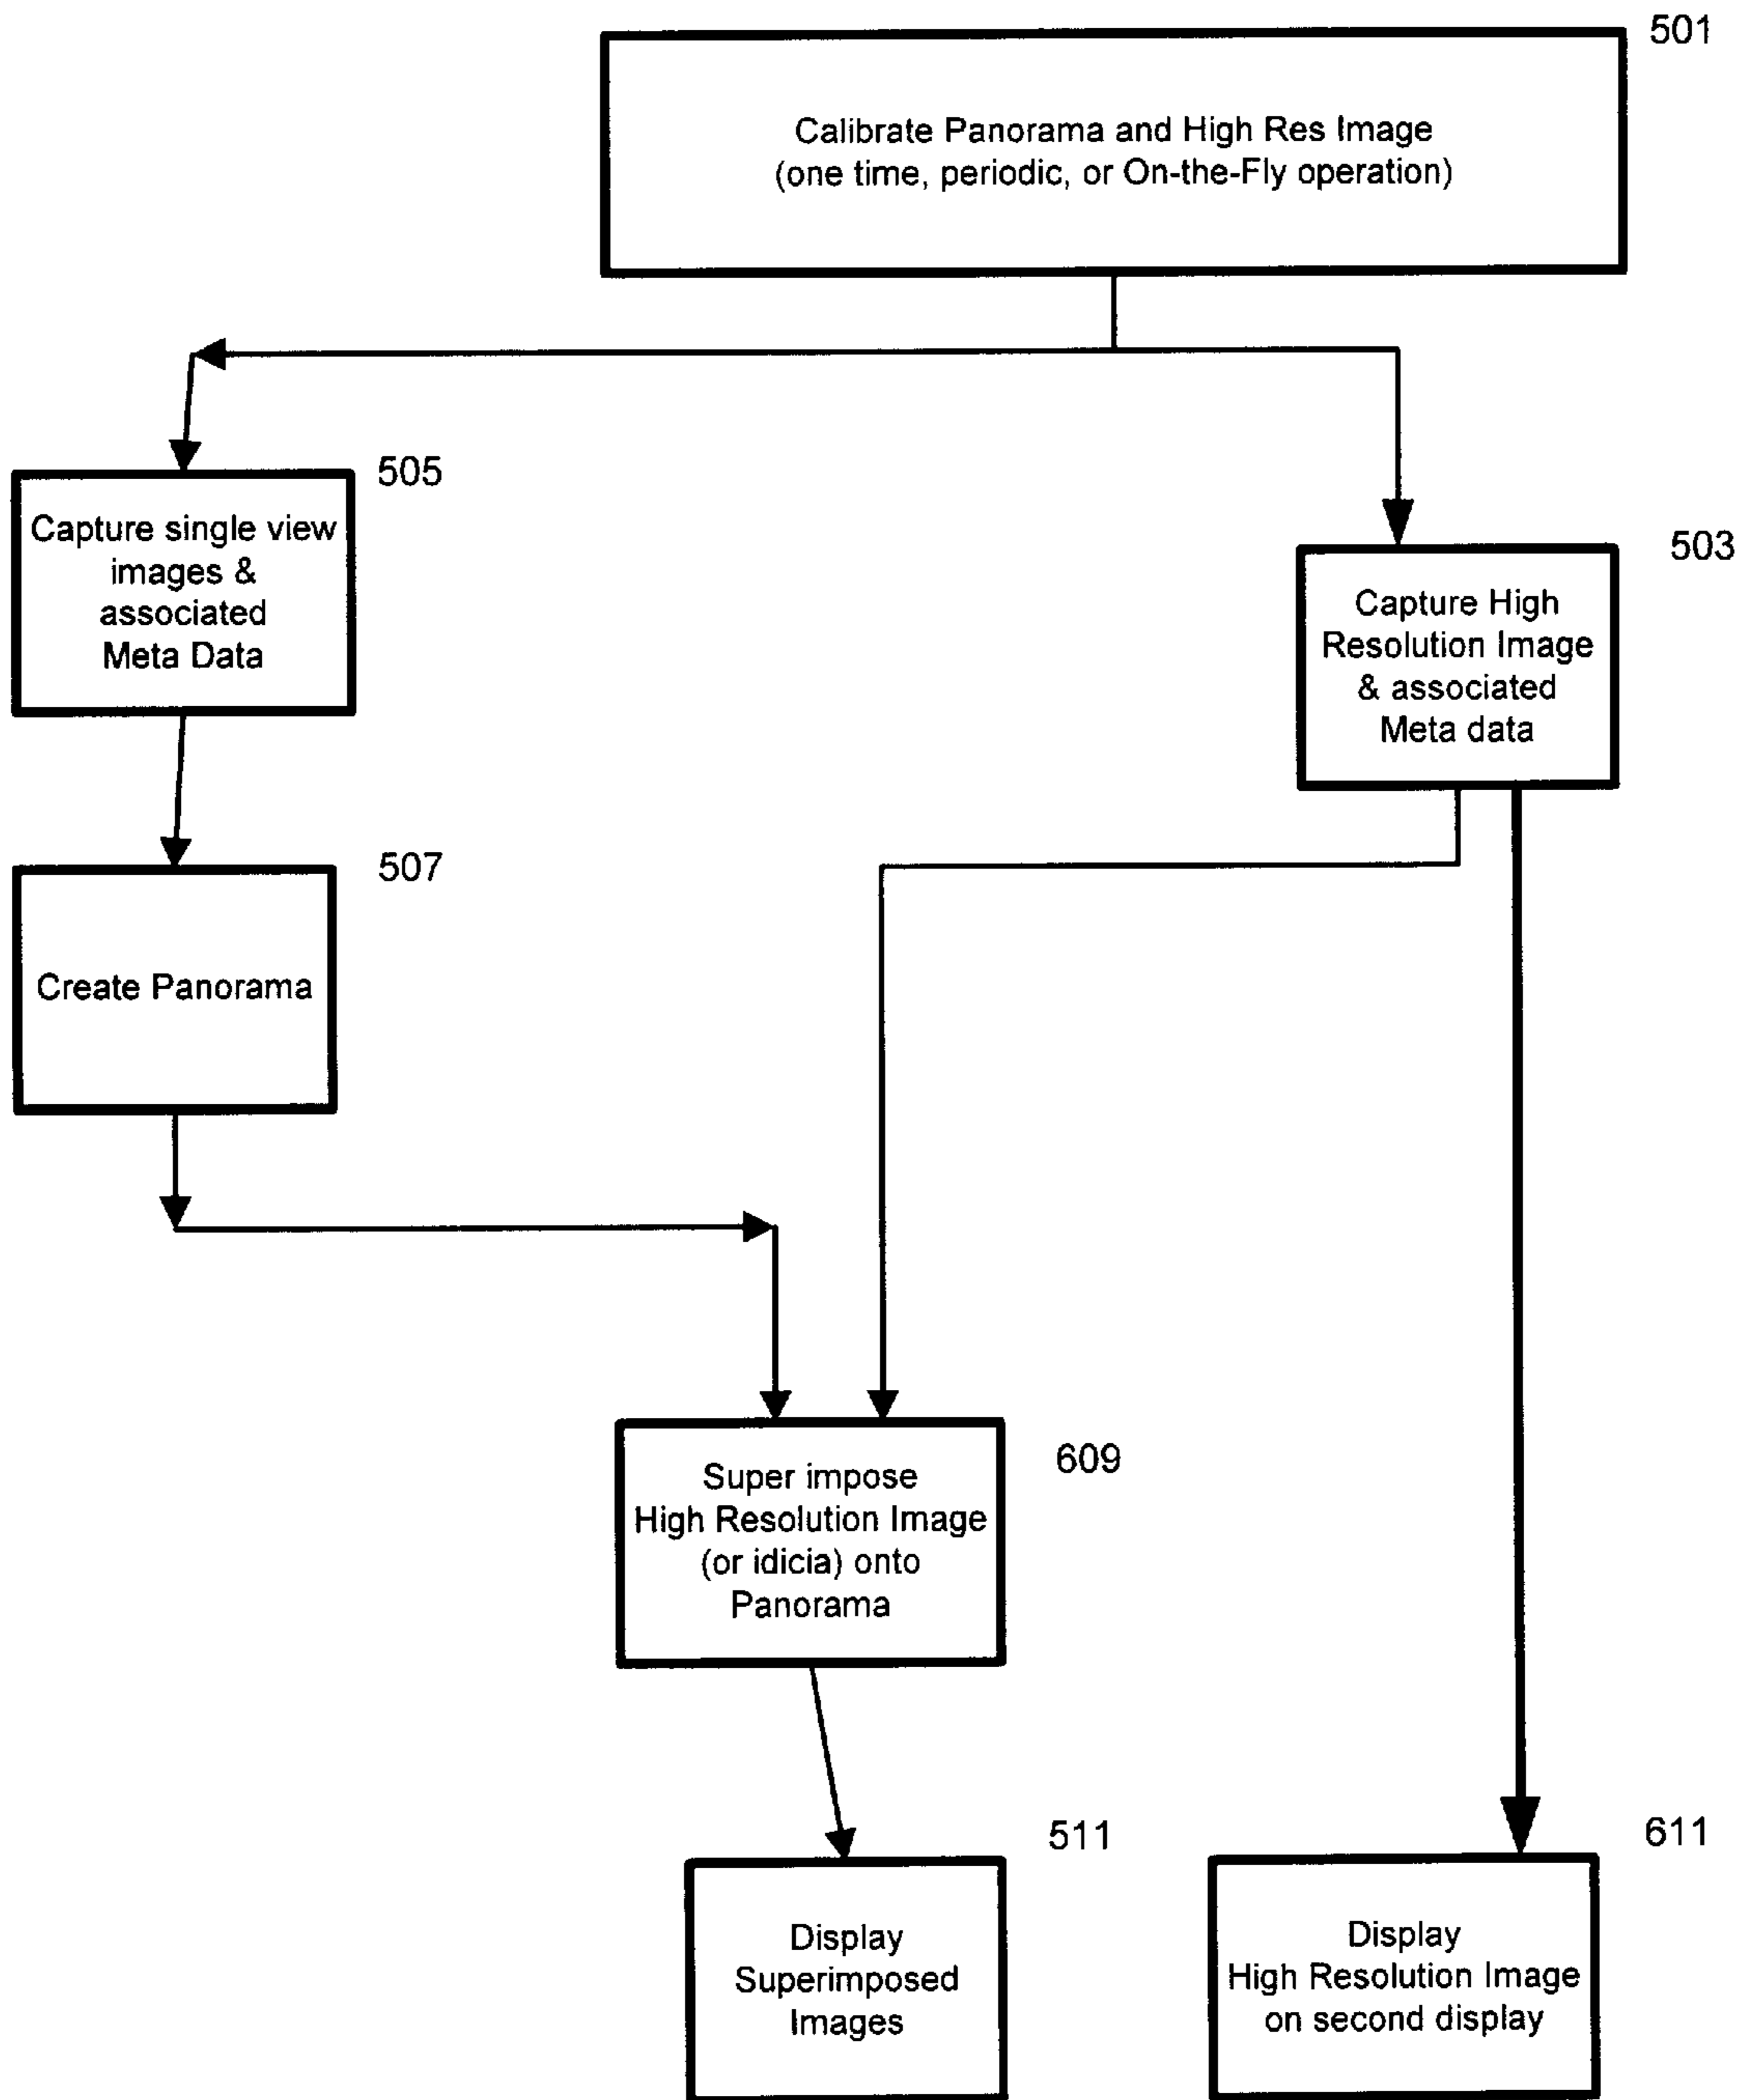 501
Calibrate Panorama and High Res Image
(one time, periodic, or On-the-Fly operation)
505
Capture single view
images &
associated
Meta Data
503
Capture High
Resolution Image
& associated
Meta data
507
Create Panorama
609
Super impose
High Resolution Image
(or idicia) onto
Panorama
511
Display
Superimposed
Images
611
Display
High Resolution Image
on second display